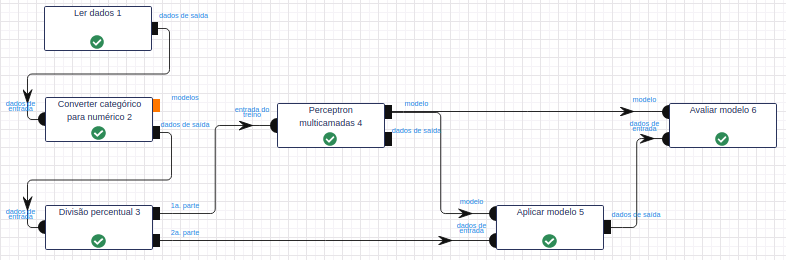 Ler dados 1
dados de saída
dados de
entrada
Converter categórico
para numérico 2
modelos
dados de saída
entrada do
treino
Perceptron
multicamadas 4
modelo
dados de saída
modelo
Avaliar modelo 6
dados de
entrada
dados de
entrada
Divisão percentual 3
1a. parte
2a. parte
modelo
dados de
entrada
Aplicar modelo 5
dados de saída